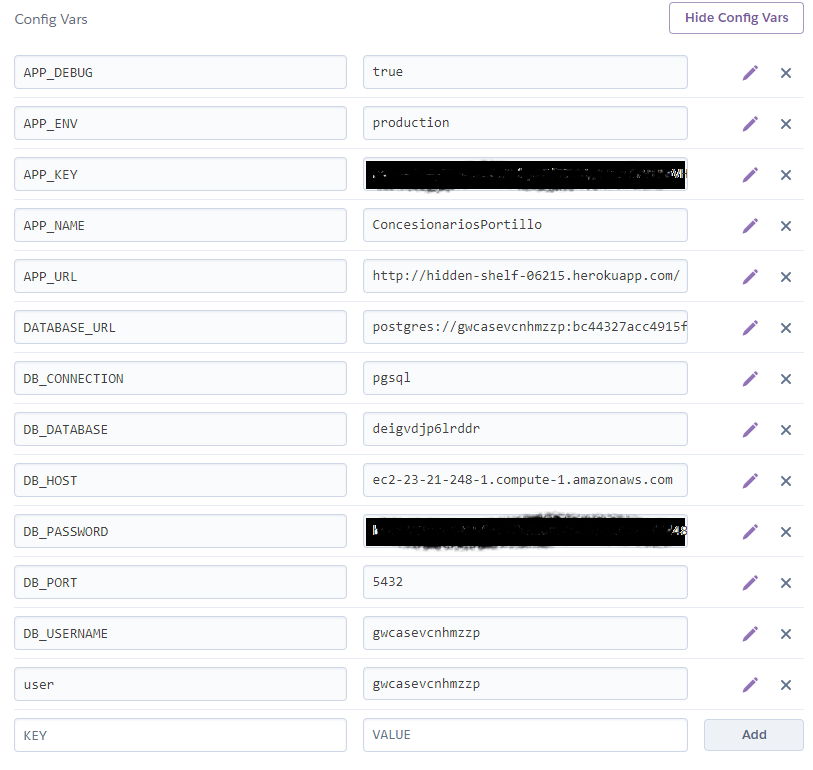 Config Vars
Hide Config Vars
APP_DEBUG true
APP_ENV production
APP_KEY
APP_NAME ConcesionariosPortillo
APP_URL http://hidden-shelf-06215.herokuapp.com/
DATABASE_URL postgres://gwcasevcnhmzzp:bc44327acc4915f
DB_CONNECTION pgsql
DB_DATABASE deigvdjp6lrddr
DB_HOST ec2-23-21-248-1.compute-1.amazonaws.com
DB_PASSWORD
DB_PORT 5432
DB_USERNAME gwcasevcnhmzzp
user gwcasevcnhmzzp
KEY VALUE Add